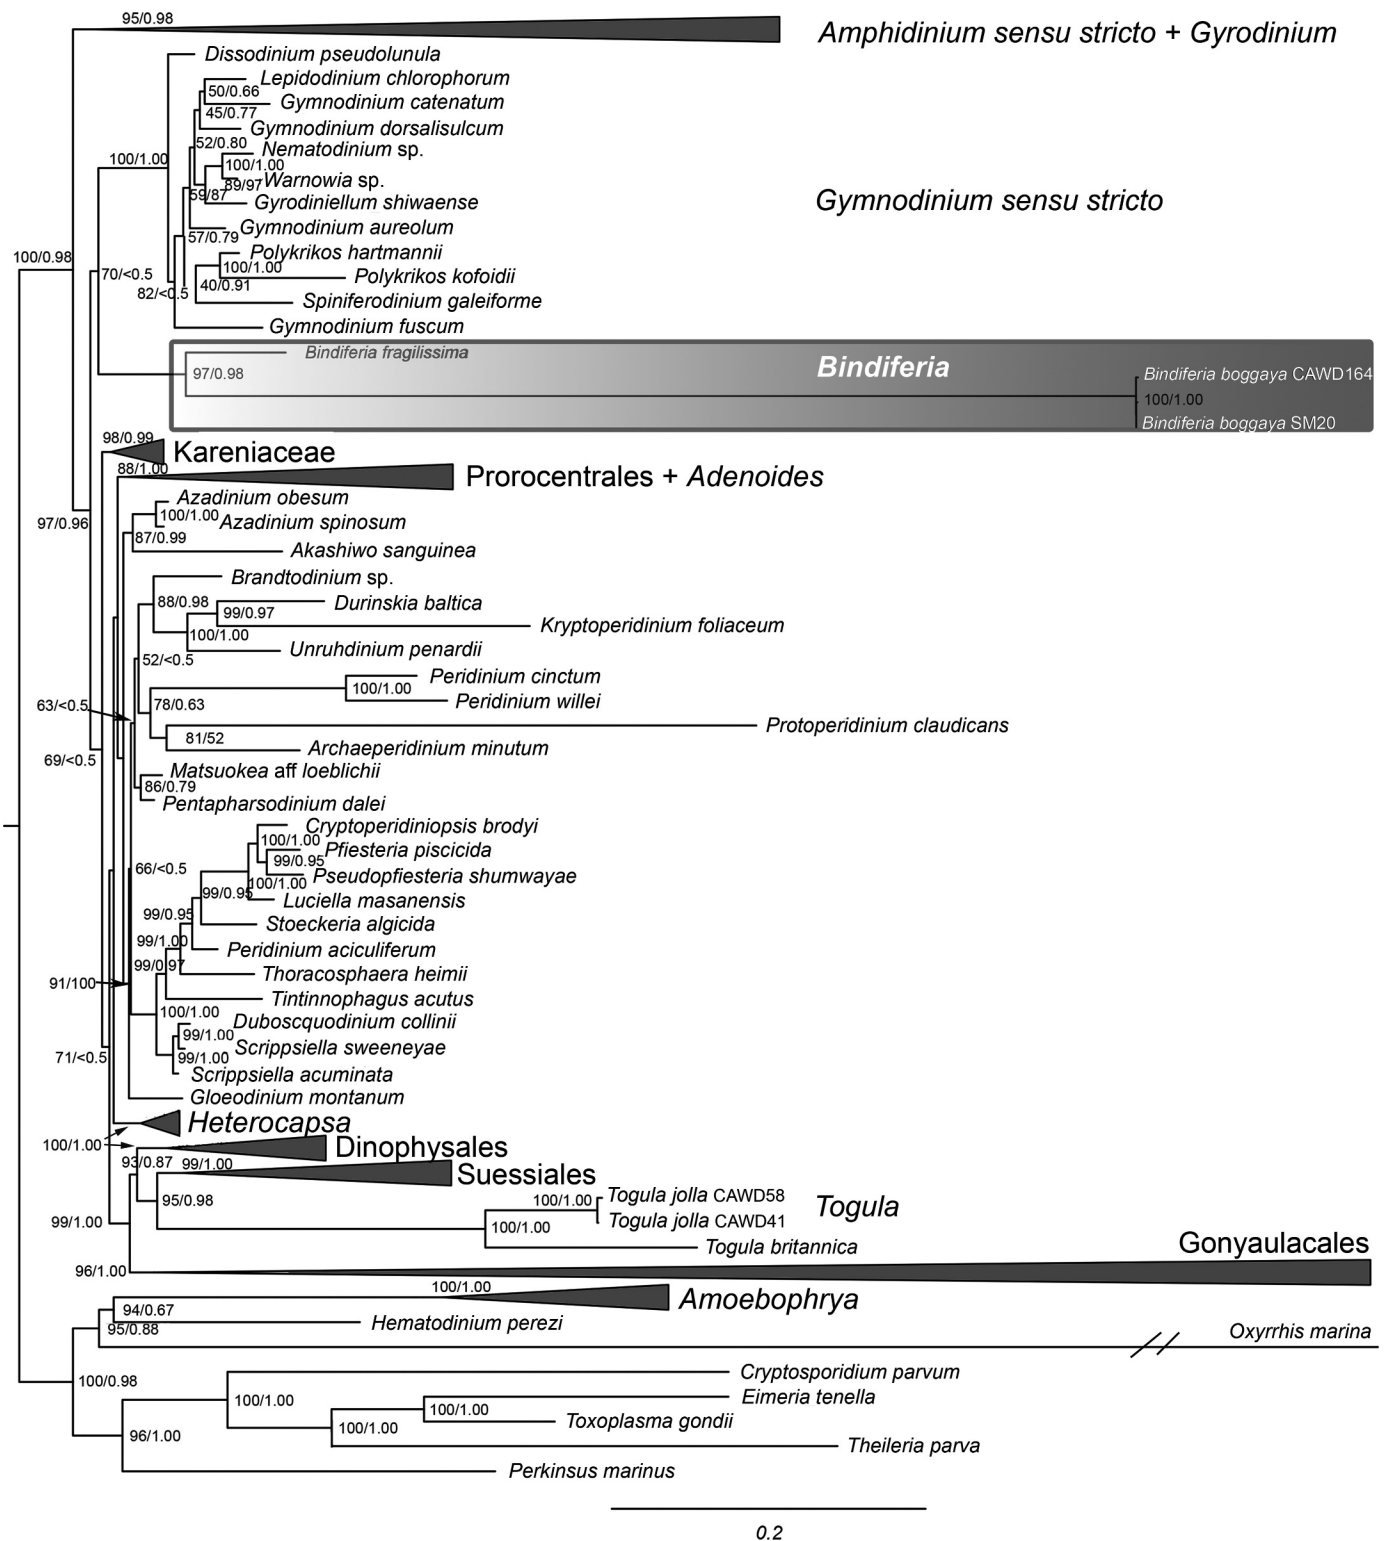 95/0.98
Amphidinium sensu stricto + Gyrodinium
Dissodinium pseudolunula
Lepidodinium chlorophorum
50/0.66
Gymnodinium catenatum
45/0.77
Gymnodinium dorsalisulcum
52/0.80
Nematodinium sp.
100/1.00
100/1.00
89/97
Warnowia sp.
59/87
Gyrodiniellum shiwaense
Gymnodinium sensu stricto
Gymnodinium aureolum
57/0.79
Polykrikos hartmannii
100/0.98
100/1.00
70/<0.5
Polykrikos kofoidii
40/0.91
82/<0.5
Spiniferodinium galeiforme
Gymnodinium fuscum
Bindiferia fragilissima
Bindiferia
97/0.98
Bindiferia boggaya CAWD164
100/1.00
Bindiferia boggaya SM20
98/0.99
Kareniaceae
88/1.00
Prorocentrales + Adenoides
Azadinium obesum
100/1.00
Azadinium spinosum
97/0.96
87/0.99
Akashiwo sanguinea
Brandtodinium sp.
88/0.98
Durinskia baltica
99/0.97
Kryptoperidinium foliaceum
100/1.00
Unruhdinium penardii
52/<0.5
Peridinium cinctum
100/1.00
Peridinium willei
78/0.63
63/<0.5
Protoperidinium claudicans
81/52
Archaeperidinium minutum
69/<0.5
Matsuokea aff loeblichii
86/0.79
Pentapharsodinium dalei
Cryptoperidiniopsis brodyi
100/1.00
Pfiesteria piscicida
99/0.95
66/<0.5
Pseudopfiesteria shumwayae
100/1.00
99/0.95
Luciella masanensis
99/0.95
Stoeckeria algicida
99/1.00
Peridinium aciculiferum
99/0.97
Thoracosphaera heimii
91/100
Tintinnophagus acutus
100/1.00
Duboscquodinium collinii
99/1.00
Scrippsiella sweeneyae
71/<0.5
99/1.00
Scrippsiella acuminata
Gloeodinium montanum
Heterocapsa
100/1.00
Dinophysales
93/0.87
99/1.00
Suessiales
95/0.98
100/1.00
Togula jolla CAWD58
Togula
99/1.00
100/1.00
Togula jolla CAWD41
Togula britannica
Gonyaulacales
96/1.00
100/1.00
Amoebophrya
94/0.67
Hematodinium perezi
95/0.88
Oxyrrhis marina
100/0.98
Cryptosporidium parvum
100/1.00
Eimeria tenella
100/1.00
Toxoplasma gondii
100/1.00
96/1.00
Theileria parva
Perkinsus marinus
0.2